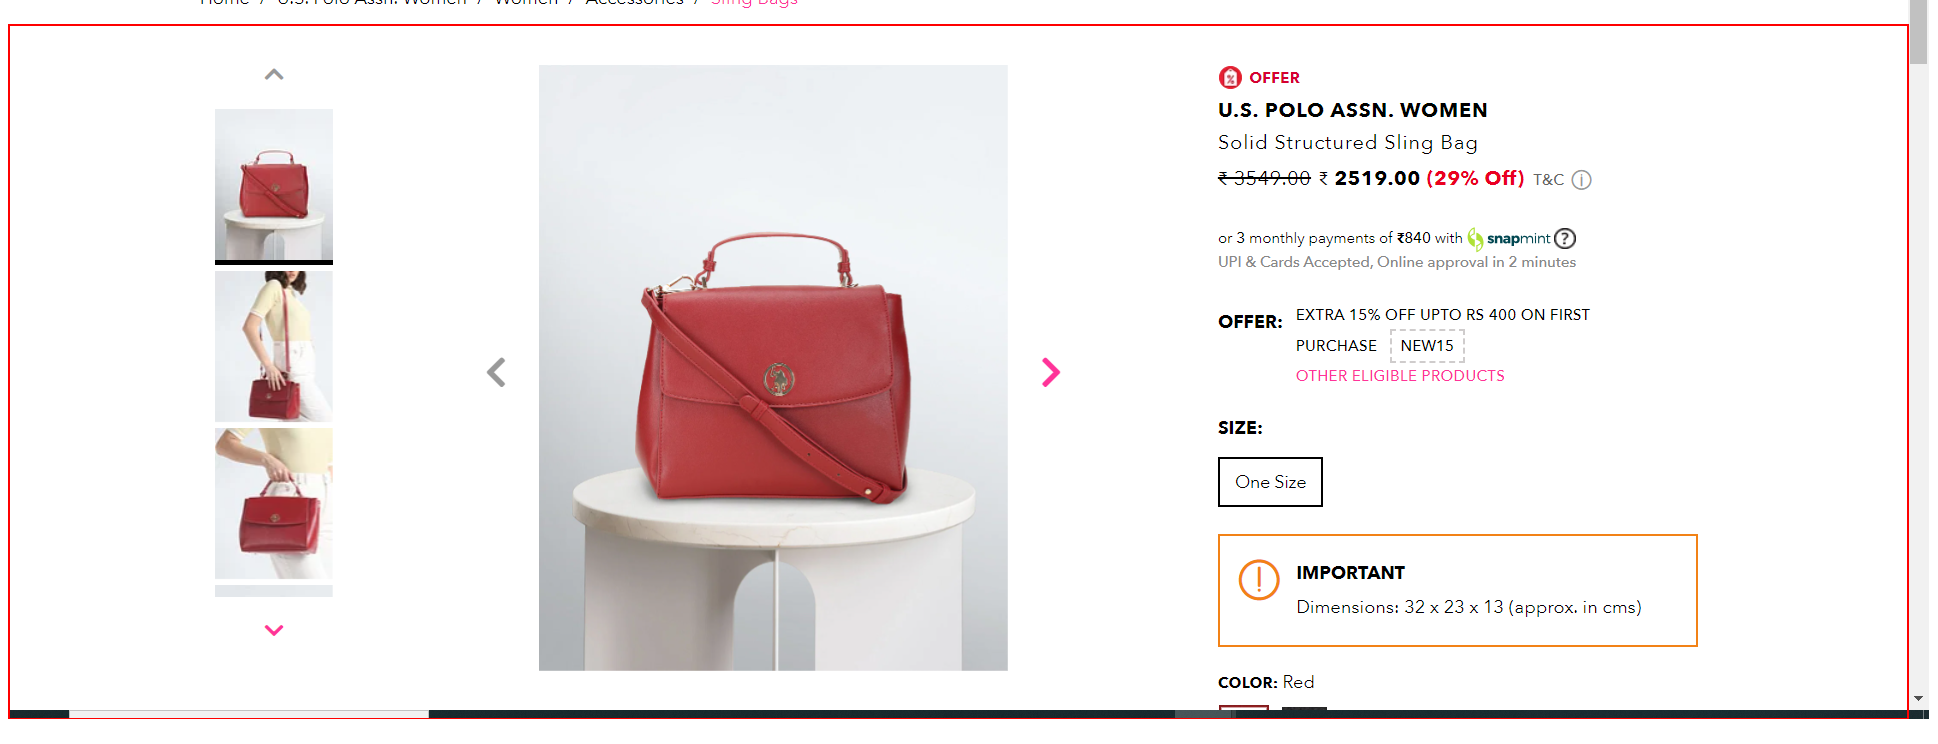 Home / U.S. Polo Assn. Women / Women / Accessories / Sling Bags
OFFER
U.S. POLO ASSN. WOMEN
Solid Structured Sling Bag
₹ 3549.00 ₹ 2519.00 (29% Off) T&C
or 3 monthly payments of ₹840 with snapmint
UPI & Cards Accepted, Online approval in 2 minutes
OFFER: EXTRA 15% OFF UPTO RS 400 ON FIRST
PURCHASE NEW15
OTHER ELIGIBLE PRODUCTS
SIZE:
One Size
IMPORTANT
Dimensions: 32 x 23 x 13 (approx. in cms)
COLOR: Red